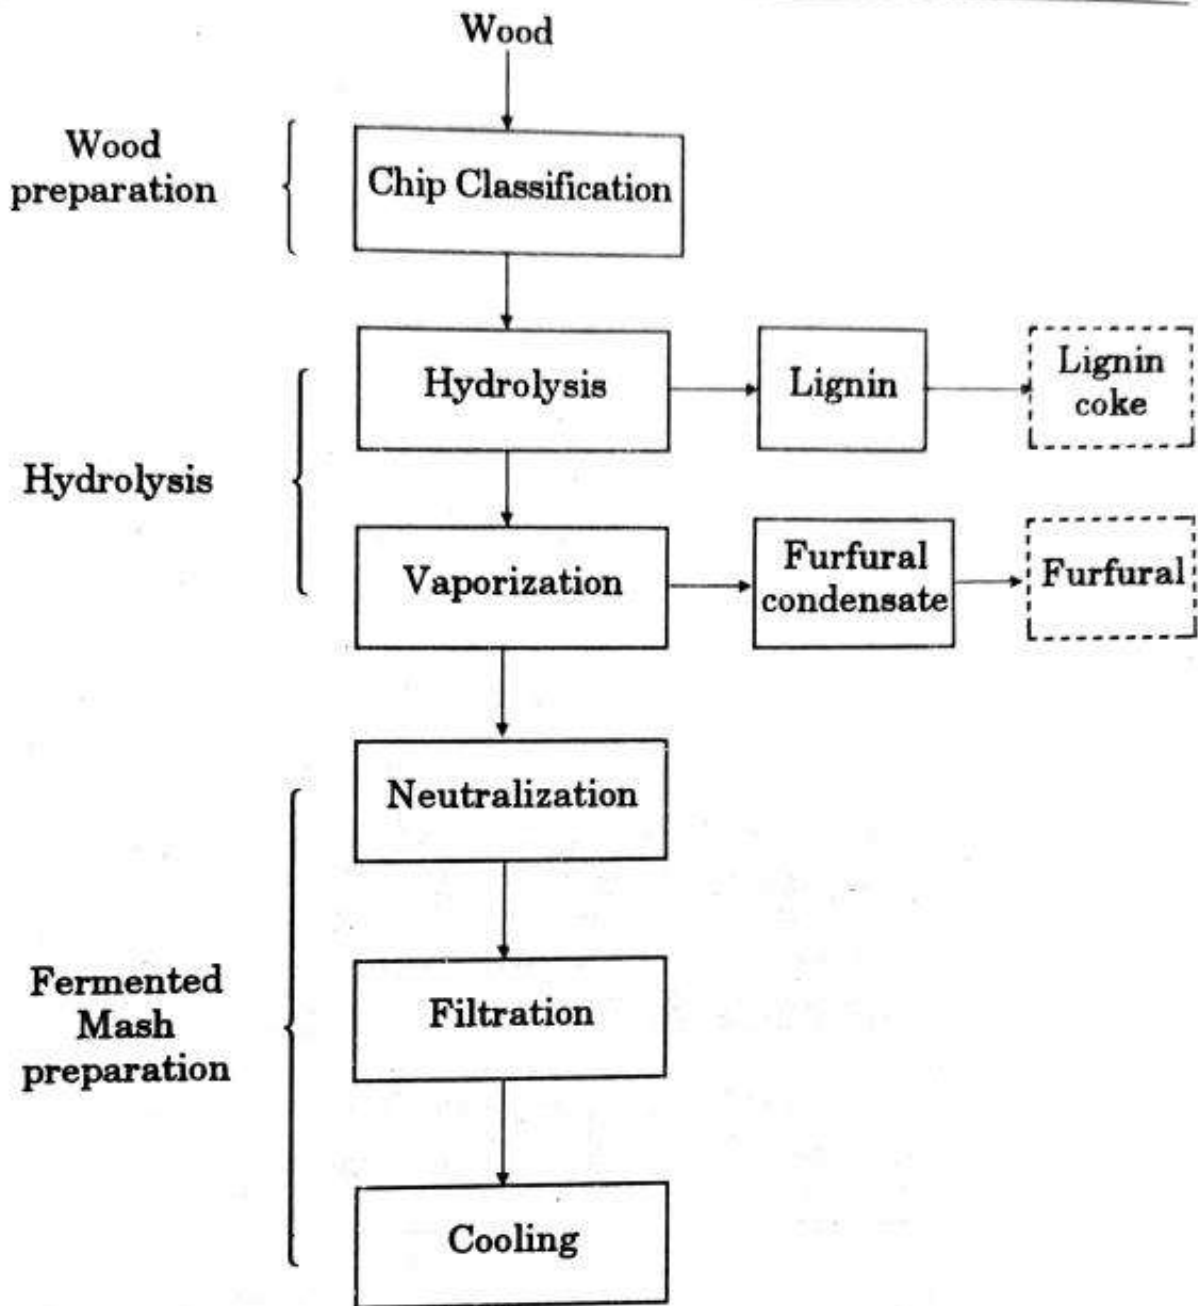 Wood
Wood
preparation
Chip Classification
Hydrolysis
Hydrolysis
Lignin
Lignin
coke
Vaporization
Furfural
condensate
Furfural
Fermented
Mash
preparation
Neutralization
Filtration
Cooling